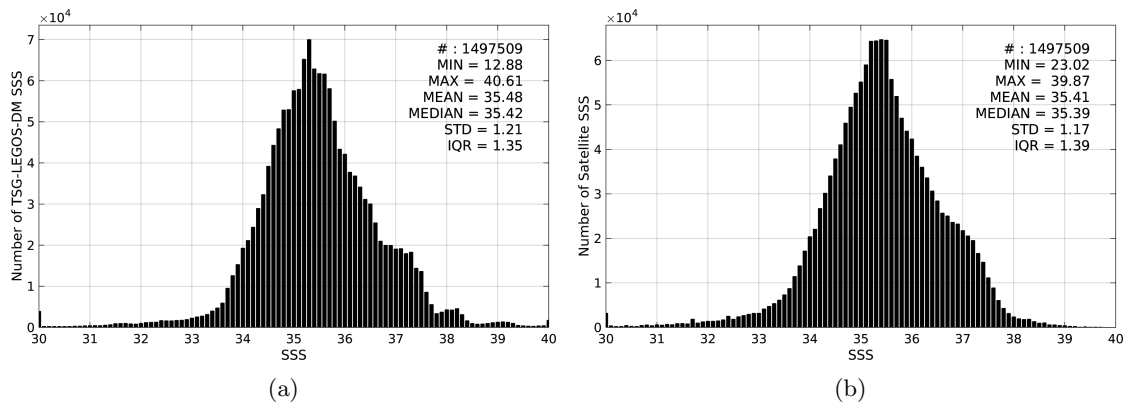 ×10⁴
Number of TSG-LEGOS-DM SSS
7
6
5
4
3
2
1
0
# : 1497509
MIN = 12.88
MAX = 40.61
MEAN = 35.48
MEDIAN = 35.42
STD = 1.21
IQR = 1.35
30 31 32 33 34 35 36 37 38 39 40
SSS
(a)
×10⁴
Number of Satellite SSS
6
5
4
3
2
1
0
# : 1497509
MIN = 23.02
MAX = 39.87
MEAN = 35.41
MEDIAN = 35.39
STD = 1.17
IQR = 1.39
30 31 32 33 34 35 36 37 38 39 40
SSS
(b)